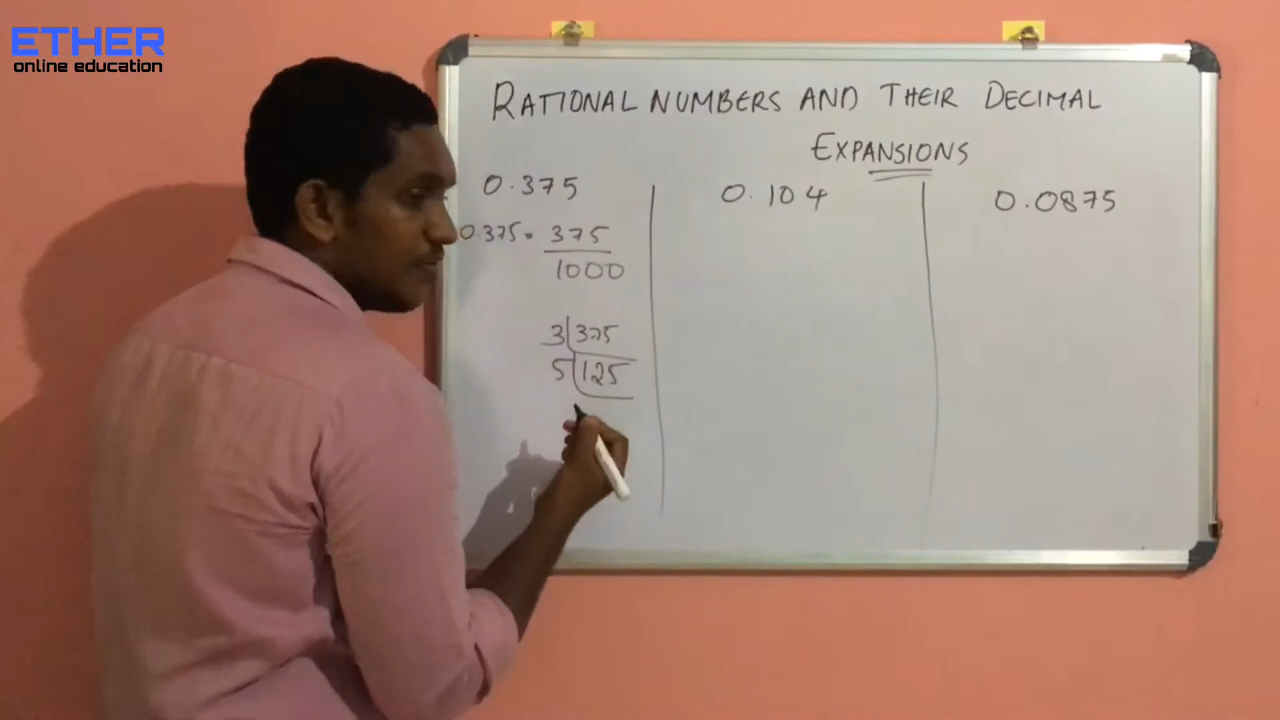 ETHER
online education
RATIONAL NUMBERS AND THEIR DECIMAL
EXPANSIONS
0.375
0.375 = 375
1000
3 375
5 125
0.104
0.0875